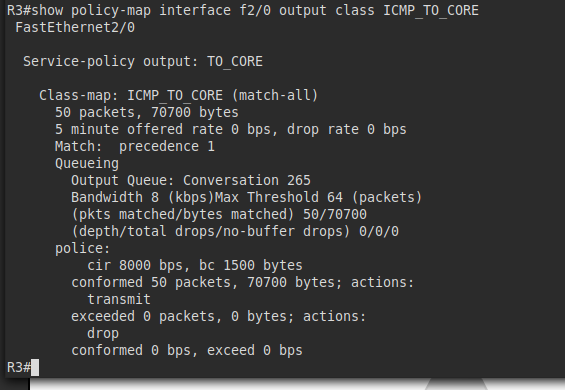 R3#show policy-map interface f2/0 output class ICMP_TO_CORE
FastEthernet2/0
Service-policy output: TO_CORE
Class-map: ICMP_TO_CORE (match-all)
50 packets, 70700 bytes
5 minute offered rate 0 bps, drop rate 0 bps
Match:  precedence 1
Queueing
Output Queue: Conversation 265
Bandwidth 8 (kbps)Max Threshold 64 (packets)
(pkts matched/bytes matched) 50/70700
(depth/total drops/no-buffer drops) 0/0/0
police:
cir 8000 bps, bc 1500 bytes
conformed 50 packets, 70700 bytes; actions:
transmit
exceeded 0 packets, 0 bytes; actions:
drop
conformed 0 bps, exceed 0 bps
R3#